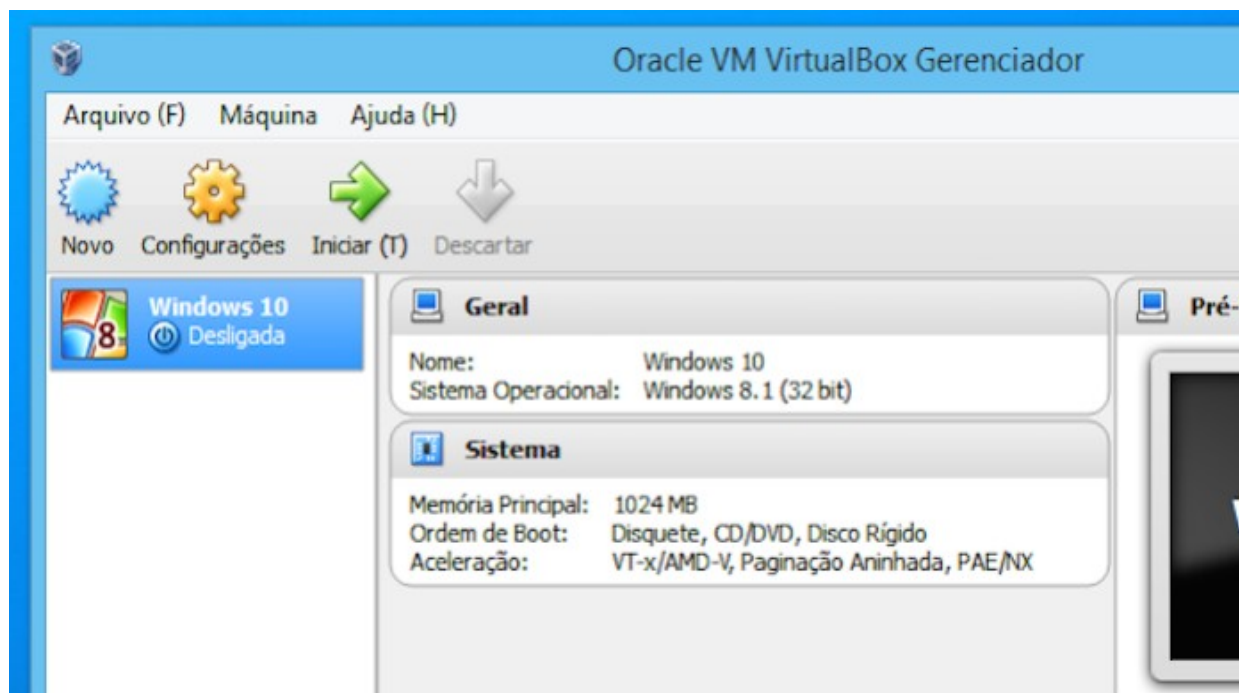 Oracle VM VirtualBox Gerenciador
Arquivo (F) Máquina Ajuda (H)
Novo Configurações Iniciar (T) Descartar
8
Windows 10
Desligada
Geral
Nome: Windows 10
Sistema Operacional: Windows 8.1 (32 bit)
Sistema
Memória Principal: 1024 MB
Ordem de Boot: Disquete, CD/DVD, Disco Rígido
Aceleração: VT-x/AMD-V, Paginação Aninhada, PAE/NX
Pré-